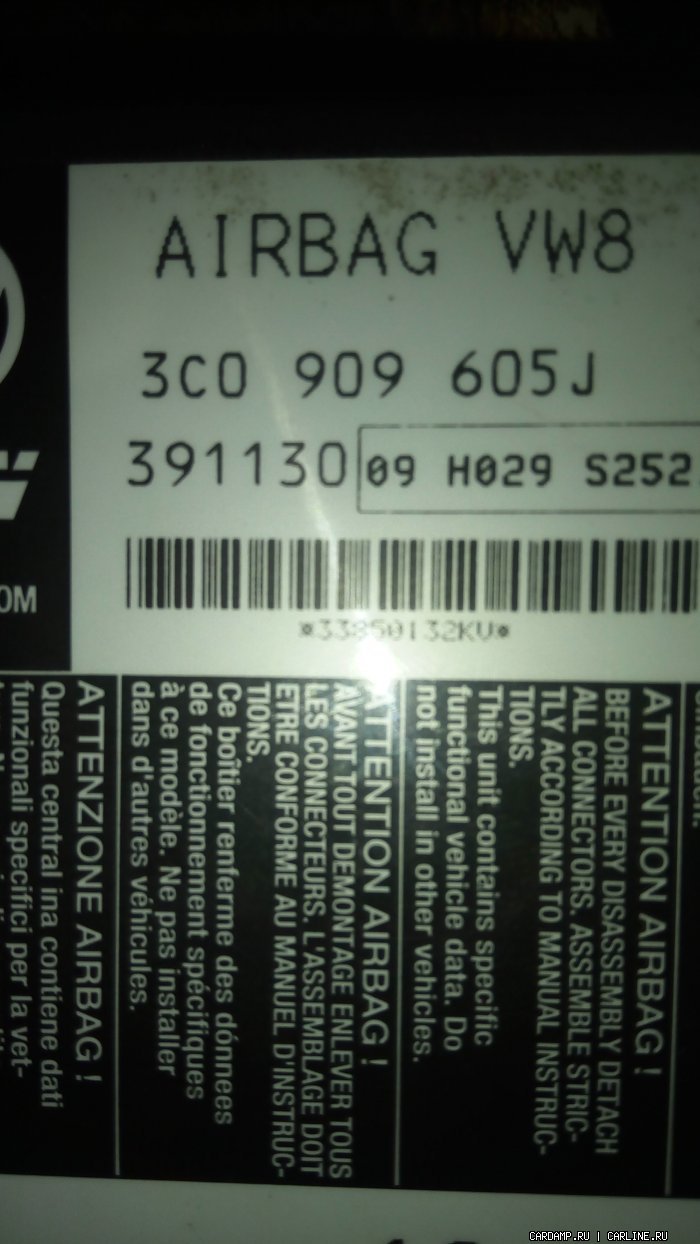 AIRBAG VW8
3C0 909 605J
391130
09 H029 S252
OM
*33850132KV*
ATTENTION AIRBAG !
BEFORE EVERY DISASSEMBLY DETACH
ALL CONNECTORS. ASSEMBLE STRIC-
TLY ACCORDING TO MANUAL INSTRUC-
TIONS.
This unit contains specific
functional vehicle data. Do
not install in other vehicles.
ATTENTION AIRBAG !
AVANT TOUT DEMONTAGE ENLEVER TOUS
LES CONNECTEURS. L'ASSEMBLAGE DOIT
ETRE CONFORME AU MANUEL D'INSTRUC-
TIONS.
Ce boîtier renferme des dónnees
de fonctionnement spécifiques
à ce modèle. Ne pas installer
dans d'autres véhicules.
ATTENZIONE AIRBAG !
Questa central ina contiene dati
funzionali specifici per la vet-
CARDAMP.RU | CARLINE.RU